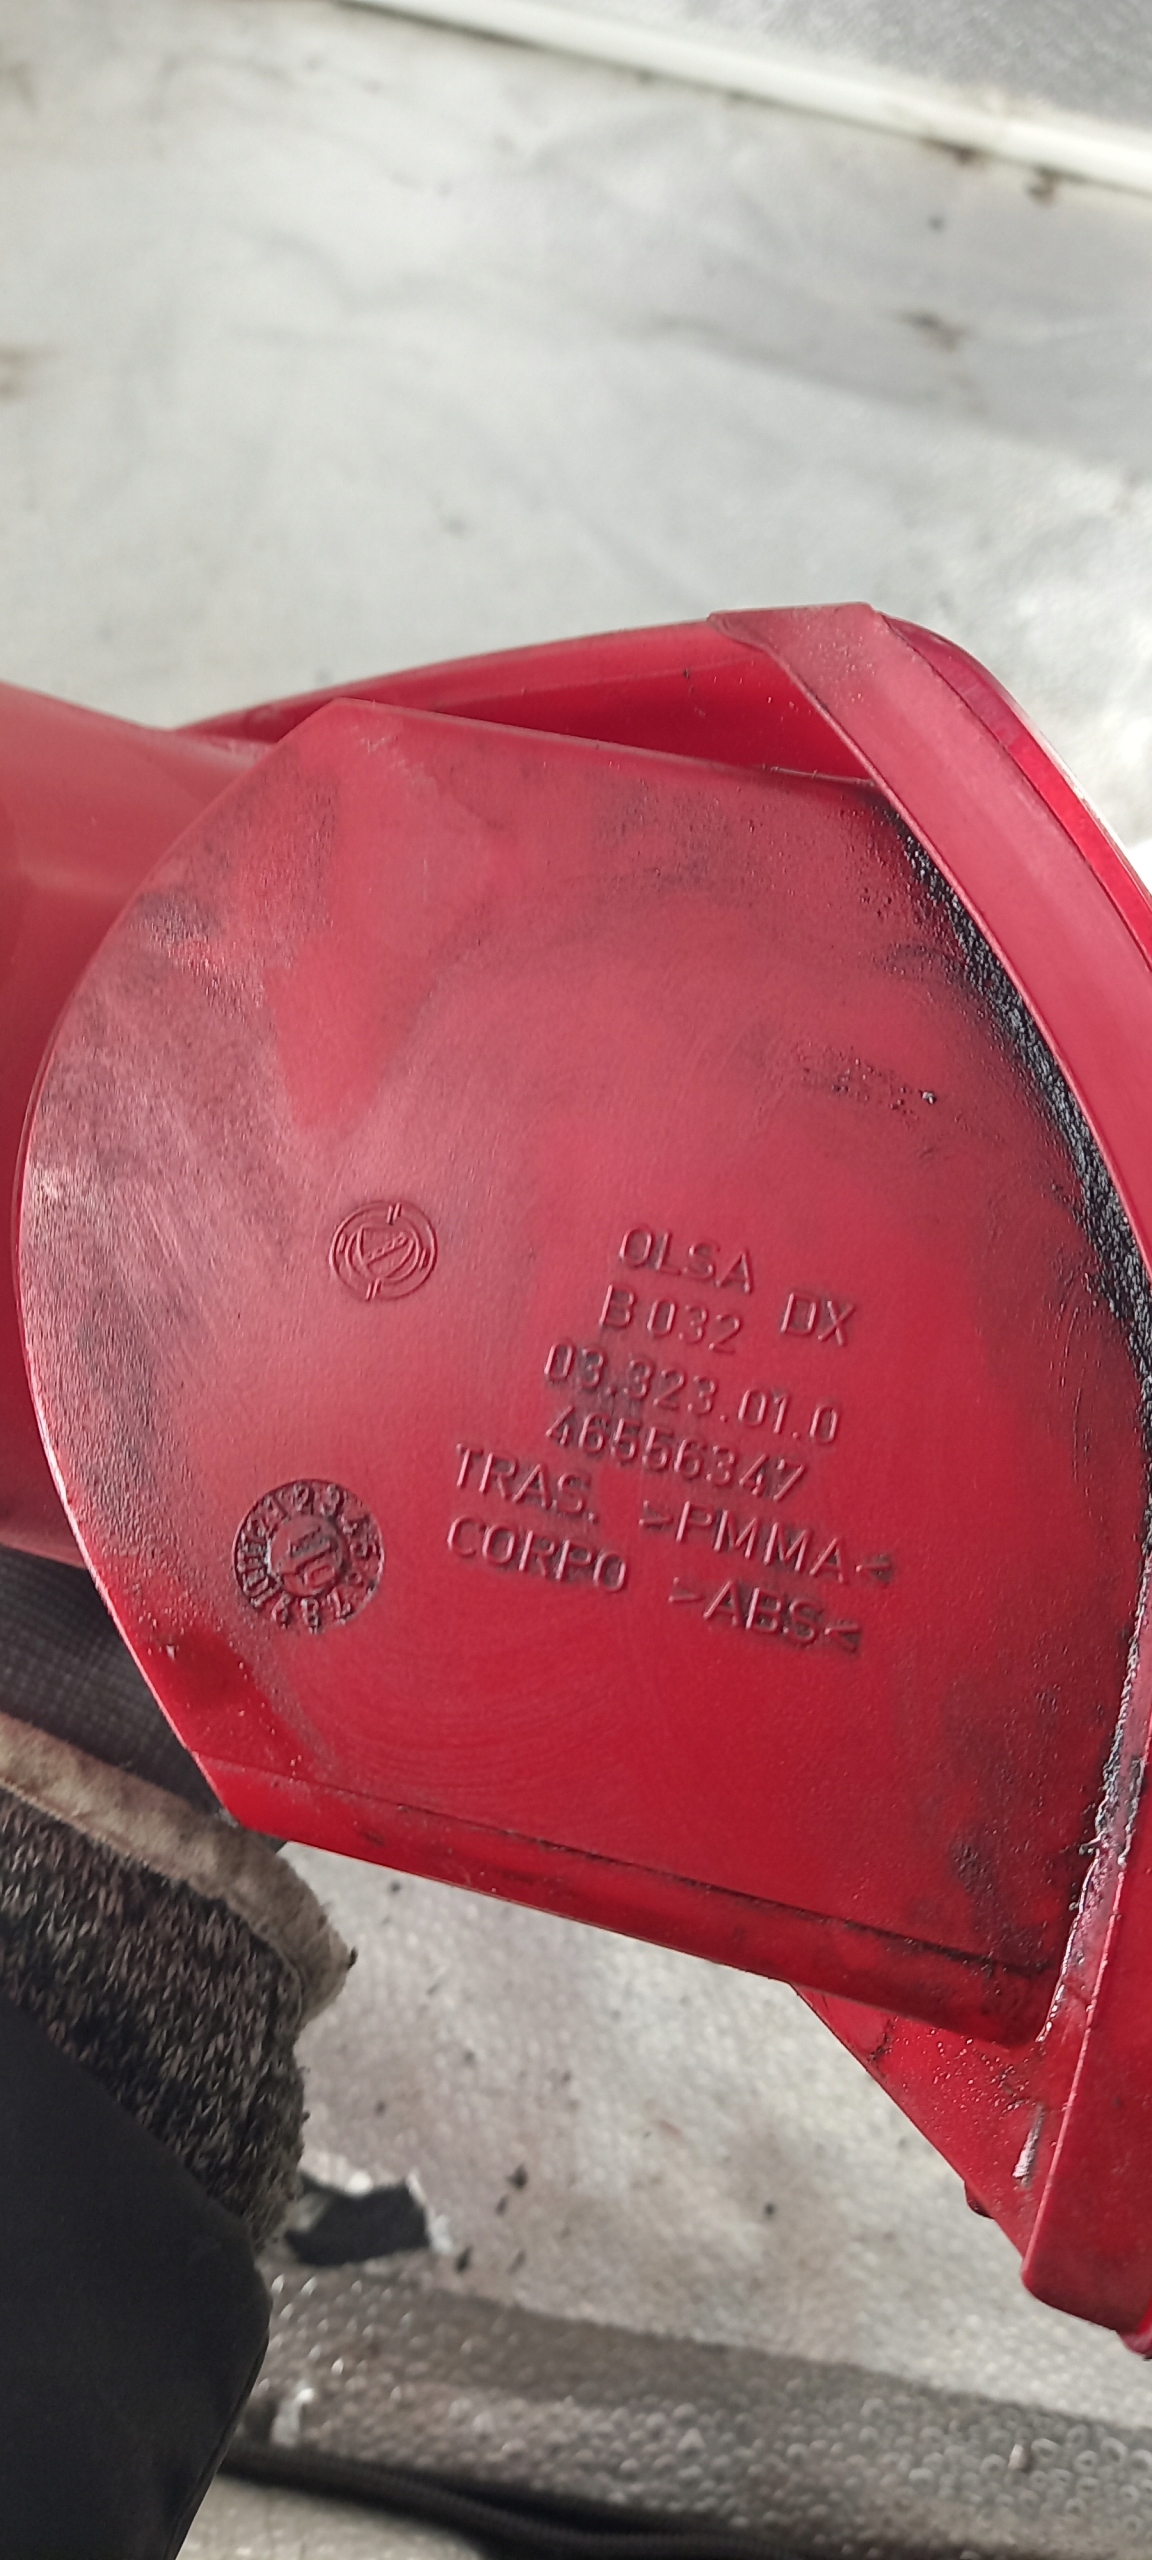 OLSA DX
B032
03.323.01.0
46556347
TRAS. >PMMA<
CORPO >ABS<